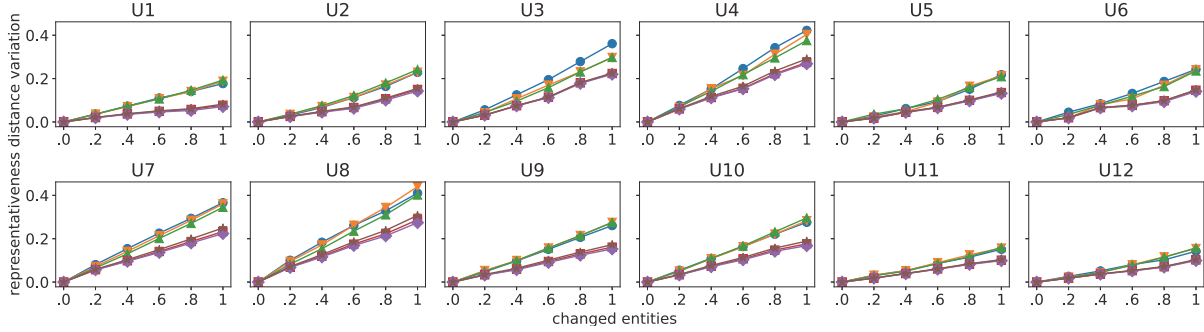 U1 U2 U3 U4 U5 U6
0.4
0.2
0.0
.0 .2 .4 .6 .8 1 .0 .2 .4 .6 .8 1 .0 .2 .4 .6 .8 1 .0 .2 .4 .6 .8 1 .0 .2 .4 .6 .8 1 .0 .2 .4 .6 .8 1
representativeness distance variation
U7 U8 U9 U10 U11 U12
0.4
0.2
0.0
.0 .2 .4 .6 .8 1 .0 .2 .4 .6 .8 1 .0 .2 .4 .6 .8 1 .0 .2 .4 .6 .8 1 .0 .2 .4 .6 .8 1 .0 .2 .4 .6 .8 1
changed entities